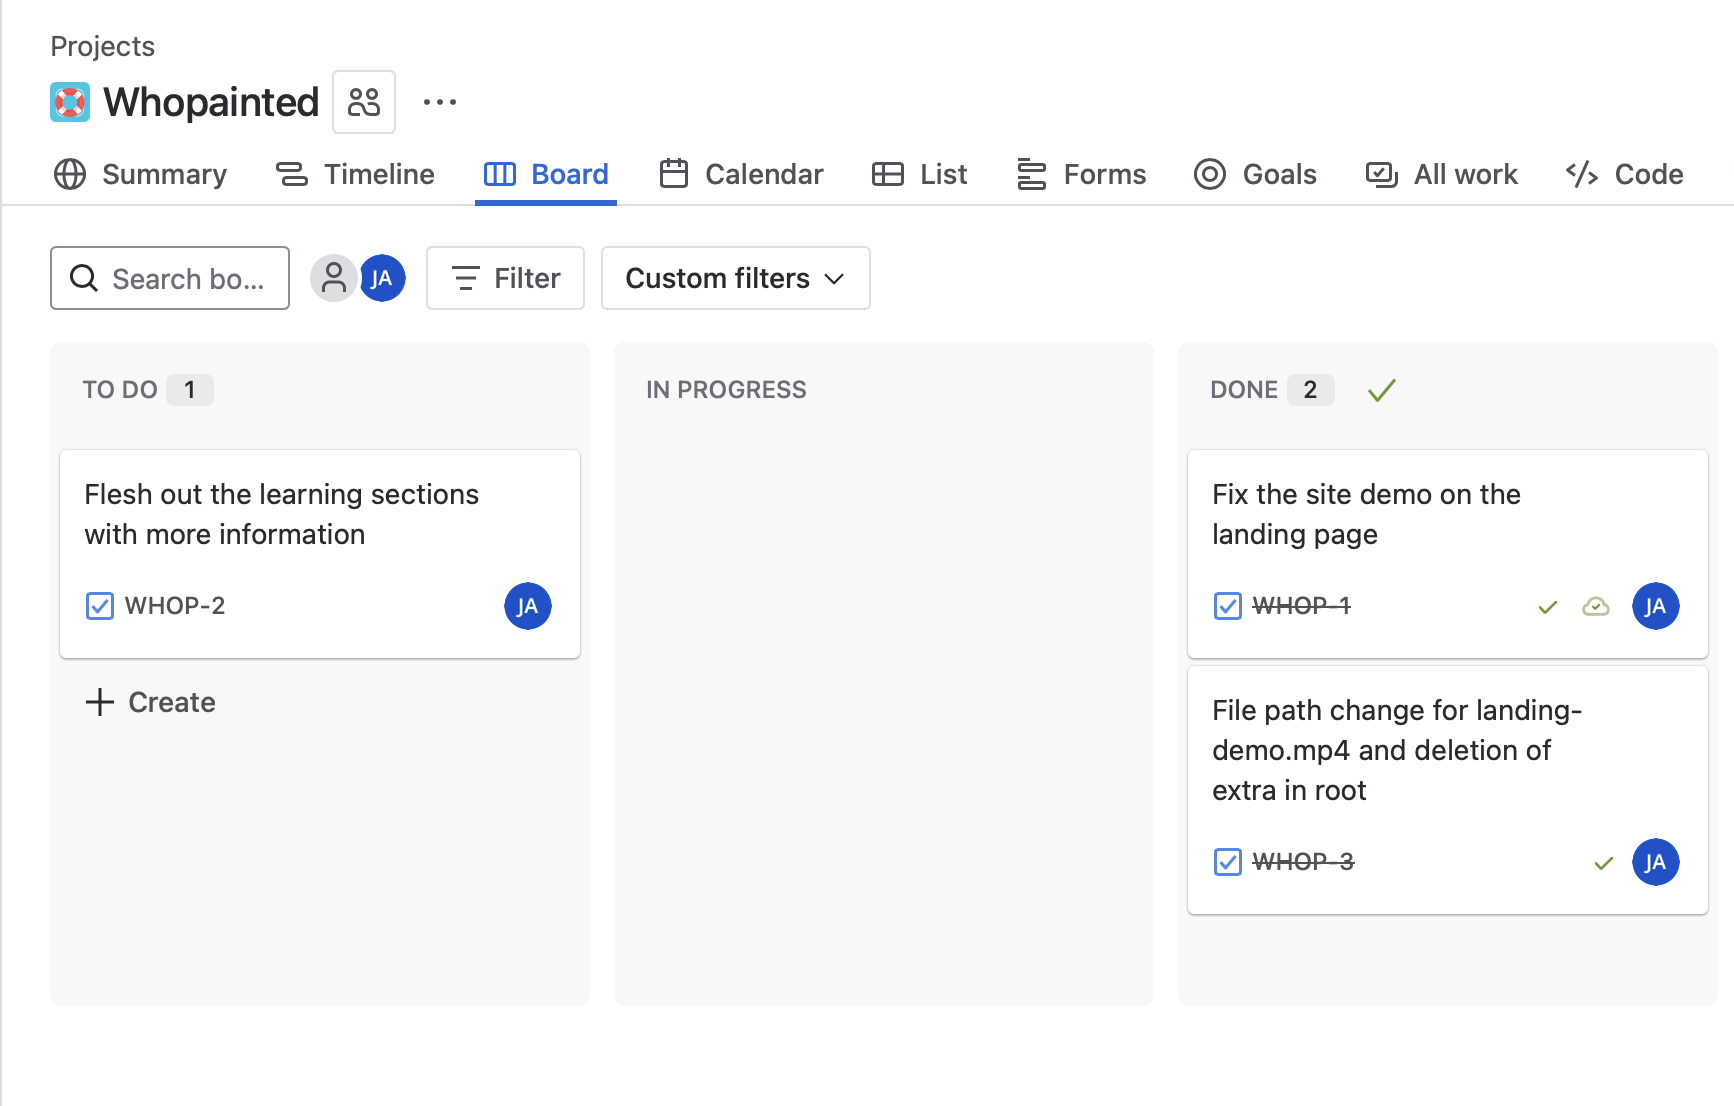 Projects
Whopainted
Summary Timeline Board Calendar List Forms Goals All work Code
Search bo... JA Filter Custom filters
TO DO 1
Flesh out the learning sections
with more information
WHOP-2 JA
Create
IN PROGRESS
DONE 2
Fix the site demo on the
landing page
WHOP-1 JA
File path change for landing-
demo.mp4 and deletion of
extra in root
WHOP-3 JA